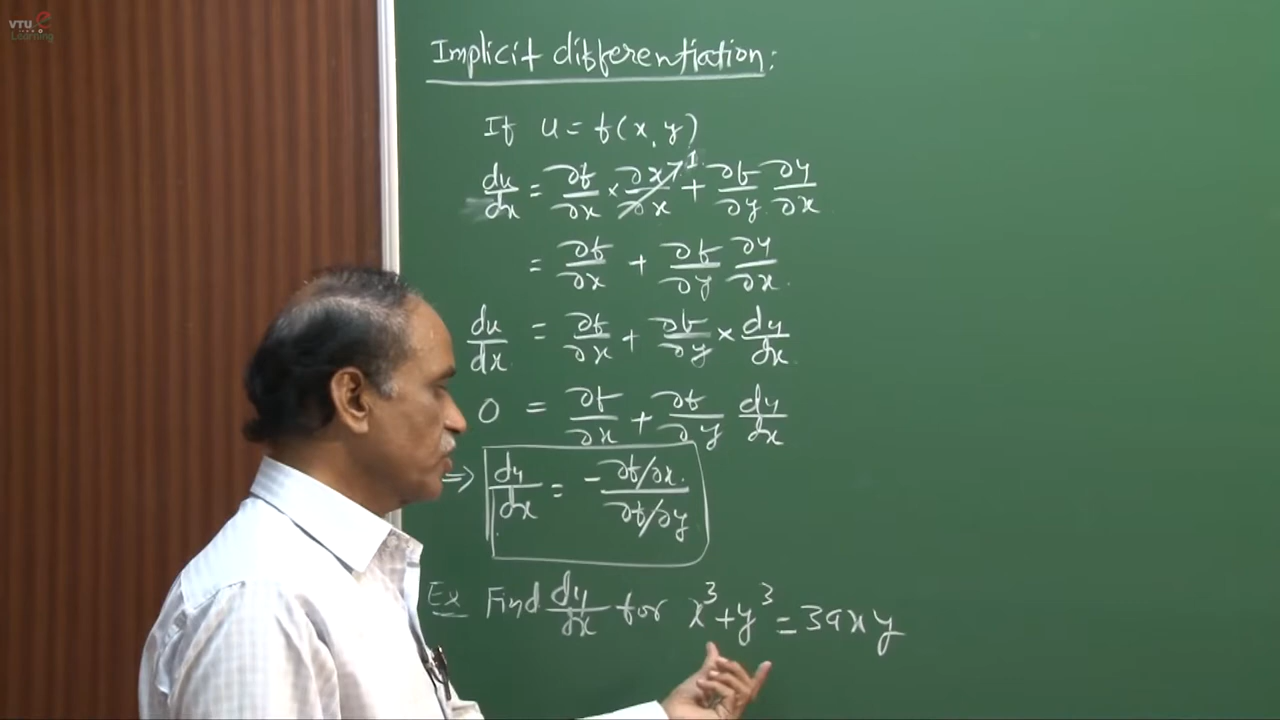 VTU e
Learning
Implicit differentiation:
If u = f(x, y)
du/dx = ∂f/∂x × ∂x/∂x 1 + ∂f/∂y ∂y/∂x
= ∂f/∂x + ∂f/∂y ∂y/∂x
du/dx = ∂f/∂x + ∂f/∂y × dy/dx
0 = ∂f/∂x + ∂f/∂y dy/dx
=> dy/dx = - (∂f/∂x)/(∂f/∂y)
Ex Find dy/dx for x³ + y³ = 3axy